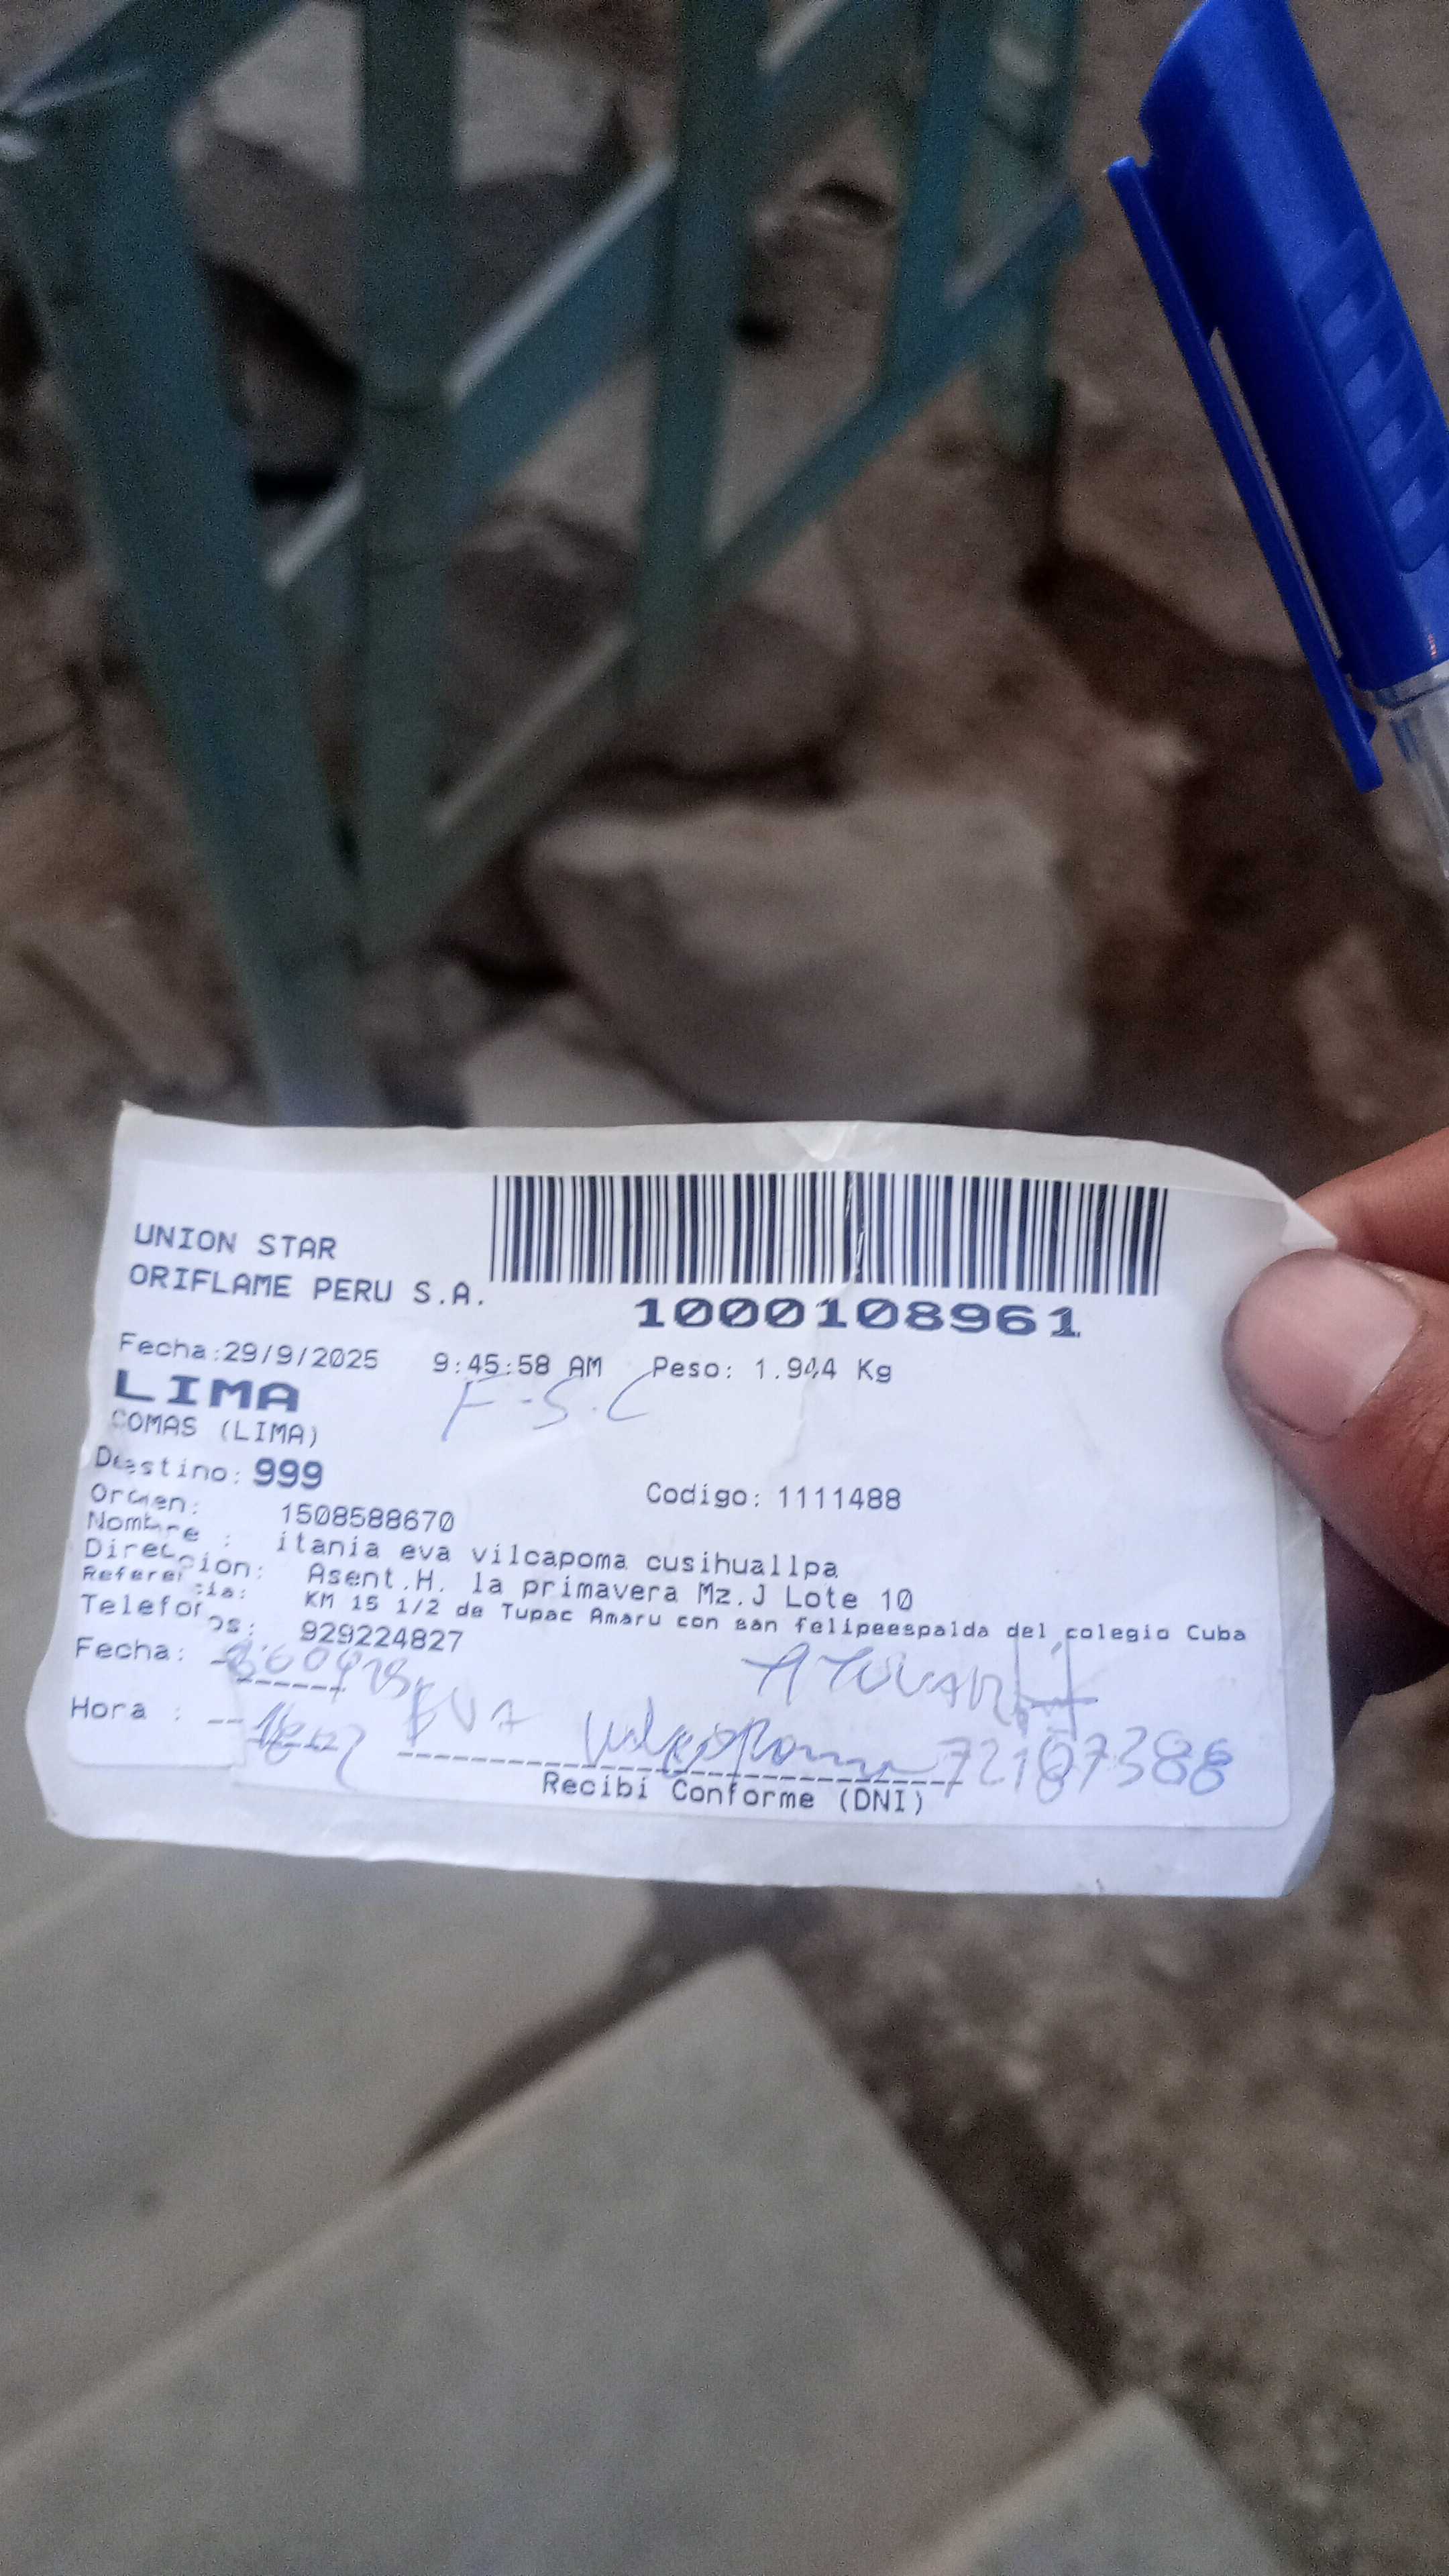 UNION STAR
ORIFLAME PERU S.A.
1000108961
Fecha:29/9/2025 9:45:58 AM Peso: 1.944 Kg
LIMA
F-S.C
COMAS (LIMA)
Destino: 999
Codigo: 1111488
Orden: 1508588670
Nombre : itania eva vilcapoma cusihuallpa
Direccion: Asent.H. la primavera Mz.J Lote 10
Referencia: KM 15 1/2 de Tupac Amaru con san felipeespalda del colegio Cuba
Telefonos: 929224827
Fecha:
Hora : EVA Vilcapoma
Recibi Conforme (DNI)